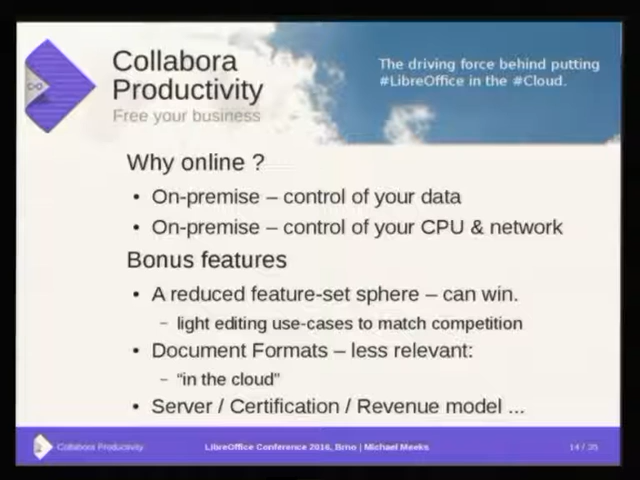 Collabora
Productivity
Free your business
The driving force behind putting
#LibreOffice in the #Cloud.
Why online ?
• On-premise – control of your data
• On-premise – control of your CPU & network
Bonus features
• A reduced feature-set sphere – can win.
– light editing use-cases to match competition
• Document Formats – less relevant:
– “in the cloud”
• Server / Certification / Revenue model ...
Collabora Productivity
LibreOffice Conference 2016, Brno | Michael Meeks
14 / 35